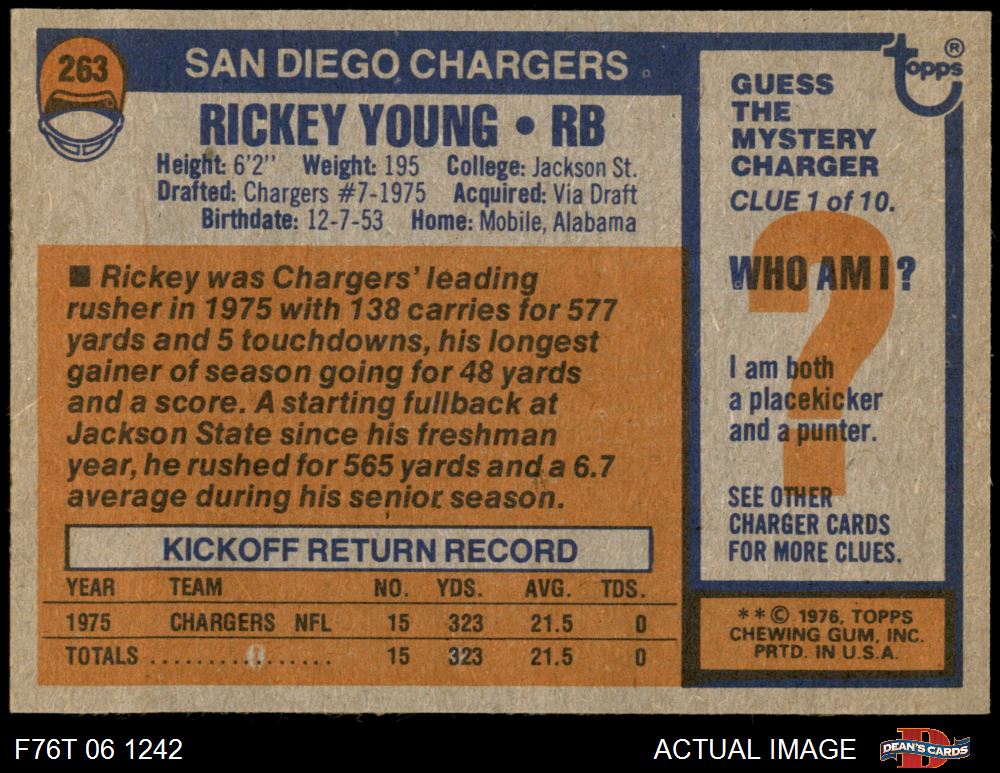 263
SAN DIEGO CHARGERS
RICKEY YOUNG • RB
Height: 6'2'' Weight: 195 College: Jackson St.
Drafted: Chargers #7-1975 Acquired: Via Draft
Birthdate: 12-7-53 Home: Mobile, Alabama
■ Rickey was Chargers' leading
rusher in 1975 with 138 carries for 577
yards and 5 touchdowns, his longest
gainer of season going for 48 yards
and a score. A starting fullback at
Jackson State since his freshman
year, he rushed for 565 yards and a 6.7
average during his senior season.
KICKOFF RETURN RECORD
YEAR TEAM NO. YDS. AVG. TDS.
1975 CHARGERS NFL 15 323 21.5 0
TOTALS .................. 15 323 21.5 0
topps ®
GUESS
THE
MYSTERY
CHARGER
CLUE 1 of 10.
WHO AM I?
?
I am both
a placekicker
and a punter.
SEE OTHER
CHARGER CARDS
FOR MORE CLUES.
**© 1976, TOPPS
CHEWING GUM, INC.
PRTD. IN U.S.A.
F76T 06 1242
ACTUAL IMAGE
DEAN'S CARDS